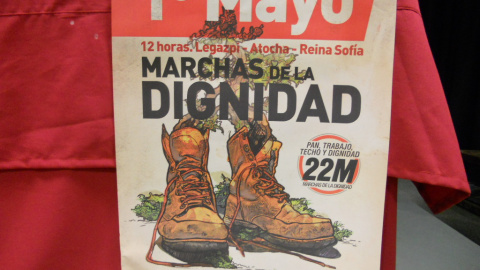 1º Mayo
12 horas. Legazpi - Atocha - Reina Sofía
MARCHAS DE LA
DIGNIDAD
PAN, TRABAJO,
TECHO Y DIGNIDAD
22M
MARCHAS DE LA DIGNIDAD